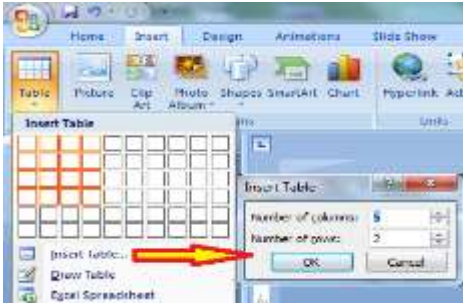 Home Insert Design Animations Slide Show
Table Picture Clip Art Photo Album Shapes SmartArt Chart Hyperlink
Links
Insert Table
Insert Table
Number of columns: 5
Number of rows: 2
OK Cancel
Insert Table...
Draw Table
Excel Spreadsheet